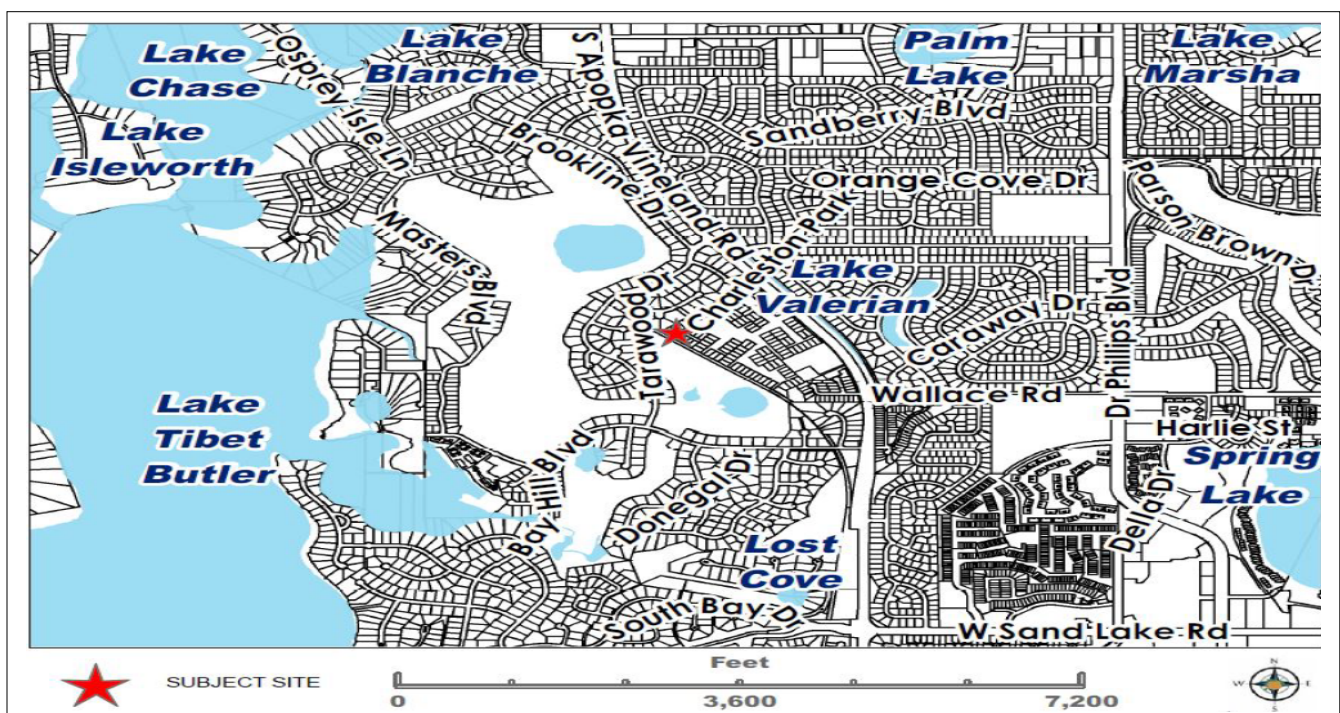 Lake
Chase
Osprey Isle Ln
Lake
Blanche
S Apopka Vineland Rd
Palm
Lake
Lake
Marsha
Lake
Isleworth
Brookline Dr
Sandberry Blvd
Orange Cove Dr
Parson Brown Dr
Masters Blvd
Charleston Park
Lake
Valerian
Tarawood Dr
Caraway Dr
Dr Phillips Blvd
Wallace Rd
Lake
Tibet
Butler
Harlie St
Bay Hill Blvd
Donegal Dr
Spring
Lake
Della Dr
Lost
Cove
South Bay Dr
W Sand Lake Rd
SUBJECT SITE
Feet
0 3,600 7,200
N
W E
S